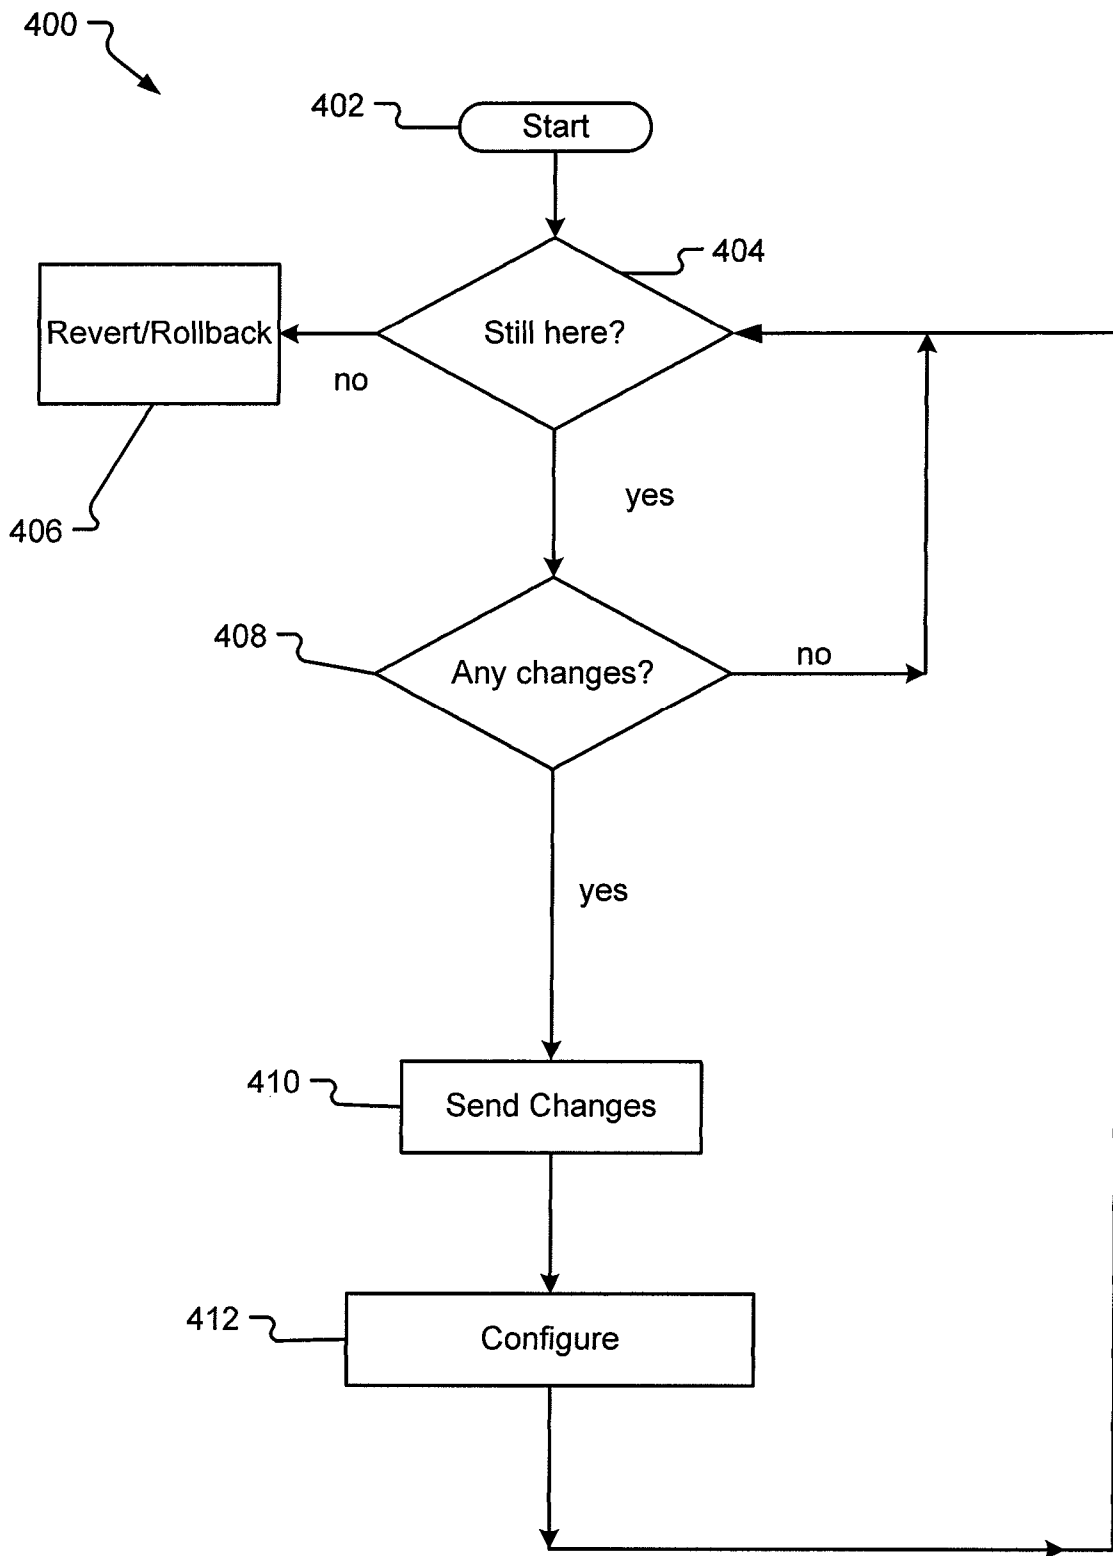 400
402
Start
404
Still here?
Revert/Rollback
no
406
yes
408
Any changes?
no
yes
410
Send Changes
412
Configure